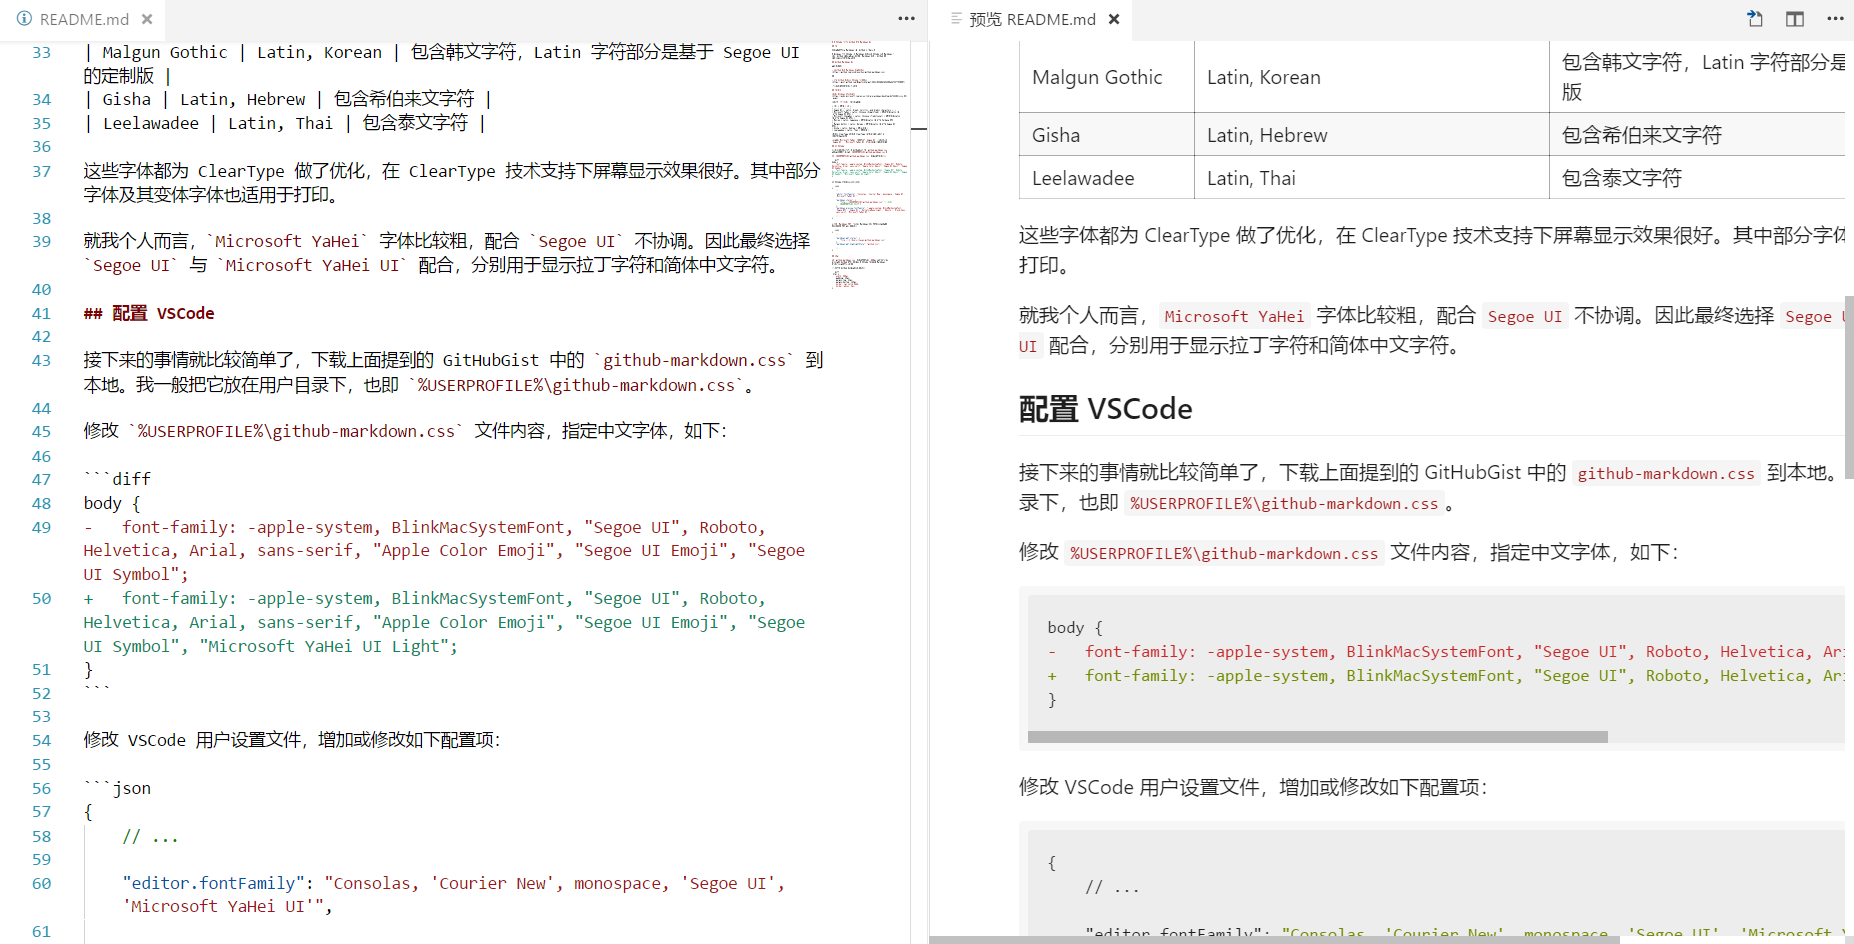 README.md
33 | Malgun Gothic | Latin, Korean | 包含韩文字符，Latin 字符部分是基于 Segoe UI
的定制版 |
34 | Gisha | Latin, Hebrew | 包含希伯来文字符 |
35 | Leelawadee | Latin, Thai | 包含泰文字符 |
36
37 这些字体都为 ClearType 做了优化，在 ClearType 技术支持下屏幕显示效果很好。其中部分
字体及其变体字体也适用于打印。
38
39 就我个人而言，`Microsoft YaHei` 字体比较粗，配合 `Segoe UI` 不协调。因此最终选择
`Segoe UI` 与 `Microsoft YaHei UI` 配合，分别用于显示拉丁字符和简体中文字符。
40
41 ## 配置 VSCode
42
43 接下来的事情就比较简单了，下载上面提到的 GitHubGist 中的 `github-markdown.css` 到
本地。我一般把它放在用户目录下，也即 `%USERPROFILE%\github-markdown.css`。
44
45 修改 `%USERPROFILE%\github-markdown.css` 文件内容，指定中文字体，如下：
46
47 ```diff
48 body {
49 -   font-family: -apple-system, BlinkMacSystemFont, "Segoe UI", Roboto,
Helvetica, Arial, sans-serif, "Apple Color Emoji", "Segoe UI Emoji", "Segoe
UI Symbol";
50 +   font-family: -apple-system, BlinkMacSystemFont, "Segoe UI", Roboto,
Helvetica, Arial, sans-serif, "Apple Color Emoji", "Segoe UI Emoji", "Segoe
UI Symbol", "Microsoft YaHei UI Light";
51 }
52 ```
53
54 修改 VSCode 用户设置文件，增加或修改如下配置项：
55
56 ```json
57 {
58     // ...
59
60     "editor.fontFamily": "Consolas, 'Courier New', monospace, 'Segoe UI',
'Microsoft YaHei UI'",
61
预览 README.md
Malgun Gothic Latin, Korean 包含韩文字符，Latin 字符部分是
版
Gisha Latin, Hebrew 包含希伯来文字符
Leelawadee Latin, Thai 包含泰文字符
这些字体都为 ClearType 做了优化，在 ClearType 技术支持下屏幕显示效果很好。其中部分字体
打印。
就我个人而言， Microsoft YaHei 字体比较粗，配合 Segoe UI 不协调。因此最终选择 Segoe
UI 配合，分别用于显示拉丁字符和简体中文字符。
配置 VSCode
接下来的事情就比较简单了，下载上面提到的 GitHubGist 中的 github-markdown.css 到本地。
录下，也即 %USERPROFILE%\github-markdown.css 。
修改 %USERPROFILE%\github-markdown.css 文件内容，指定中文字体，如下：
body {
-   font-family: -apple-system, BlinkMacSystemFont, "Segoe UI", Roboto, Helvetica,
+   font-family: -apple-system, BlinkMacSystemFont, "Segoe UI", Roboto, Helvetica,
}
修改 VSCode 用户设置文件，增加或修改如下配置项：
{
// ...
"editor.fontFamily": "Consolas, 'Courier New', monospace, 'Segoe UI', 'Microsoft